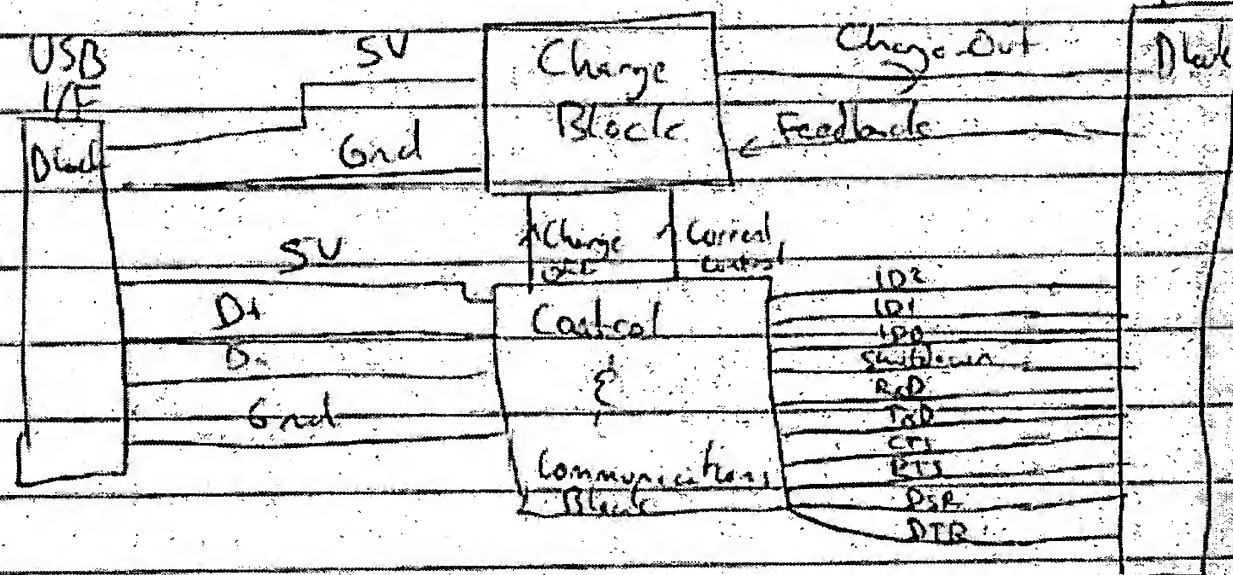 USB
I/F
Block
5V
Gnd
Charge
Block
Charge Out
Feedback
Block
Charge
Off
Current
Control
5V
D+
D-
Gnd
Control
&
Communications
Block
ID2
ID1
ID0
Shutdown
RxD
TxD
CTS
RTS
DSR
DTR